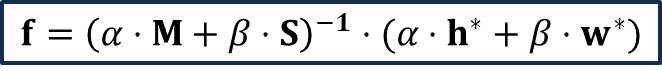 𝐟 = (𝛼 · 𝐌 + 𝛽 · 𝐒)⁻¹ · (𝛼 · 𝐡* + 𝛽 · 𝐰*)